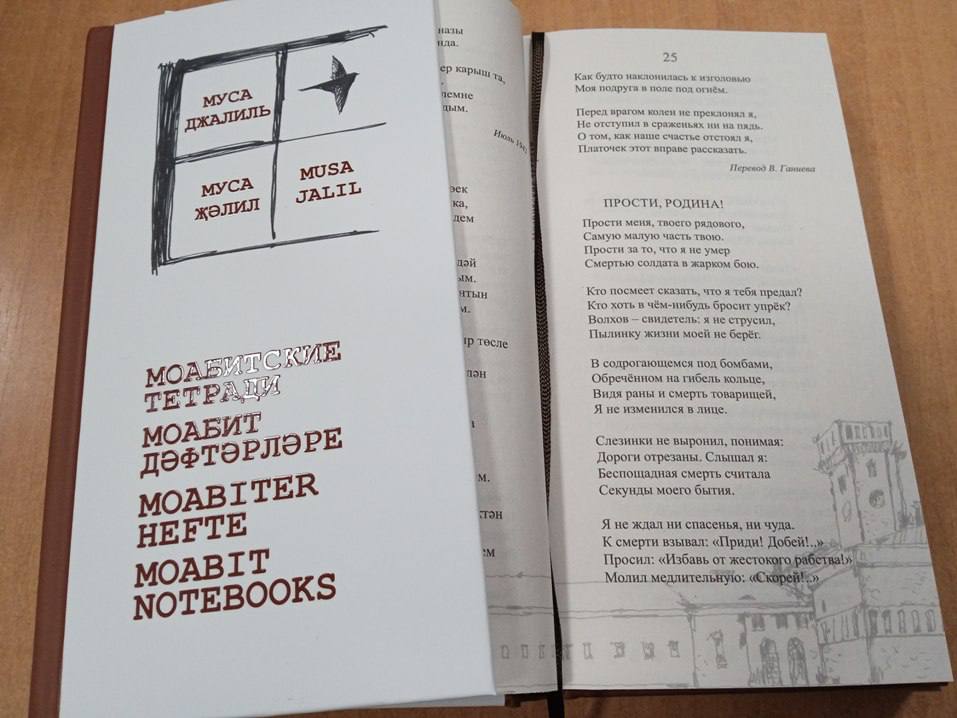 МУСА
ДЖАЛИЛЬ
МУСА
ҖӘЛИЛ
MUSA
JALIL
МОАБИТСКИЕ
ТЕТРАДИ
МОАБИТ
ДӘФТӘРЛӘРЕ
MOABITER
HEFTE
MOABIT
NOTEBOOKS
карыш та,
Июль
төсле
25
Как будто наклонилась к изголовью
Моя подруга в поле под огнём.
Перед врагом колен не преклонял я,
Не отступил в сраженьях ни на пядь.
О том, как наше счастье отстоял я,
Платочек этот вправе рассказать.
Перевод В. Ганиева
ПРОСТИ, РОДИНА!
Прости меня, твоего рядового,
Самую малую часть твою.
Прости за то, что я не умер
Смертью солдата в жарком бою.
Кто посмеет сказать, что я тебя предал?
Кто хоть в чём-нибудь бросит упрёк?
Волхов – свидетель: я не струсил,
Пылинку жизни моей не берёг.
В содрогающемся под бомбами,
Обречённом на гибель кольце,
Видя раны и смерть товарищей,
Я не изменился в лице.
Слезинки не выронил, понимая:
Дороги отрезаны. Слышал я:
Беспощадная смерть считала
Секунды моего бытия.
Я не ждал ни спасенья, ни чуда.
К смерти взывал: «Приди! Добей!..»
Просил: «Избавь от жестокого рабства!»
Молил медлительную: «Скорей!..»